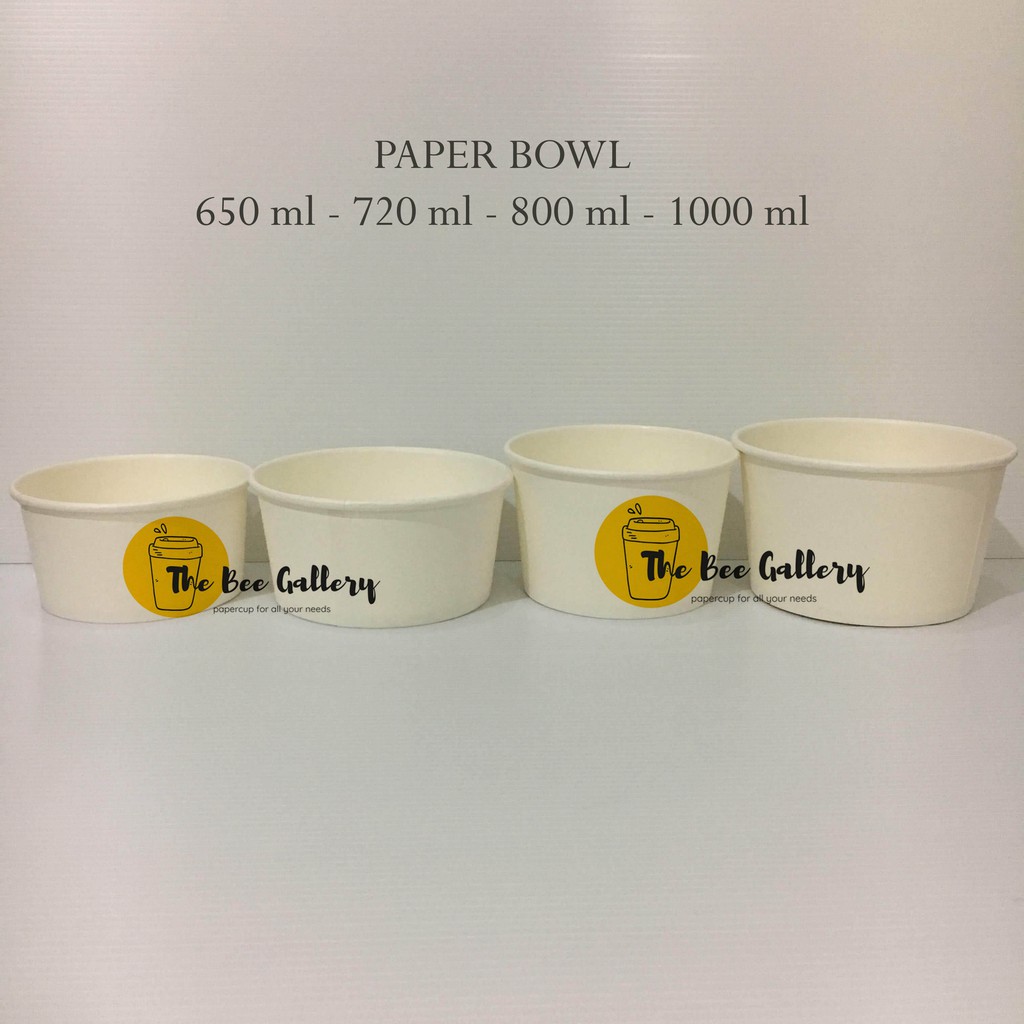 PAPER BOWL
650 ml - 720 ml - 800 ml - 1000 ml
The Bee Gallery
papercup for all your needs
The Bee Gallery
papercup for all your needs